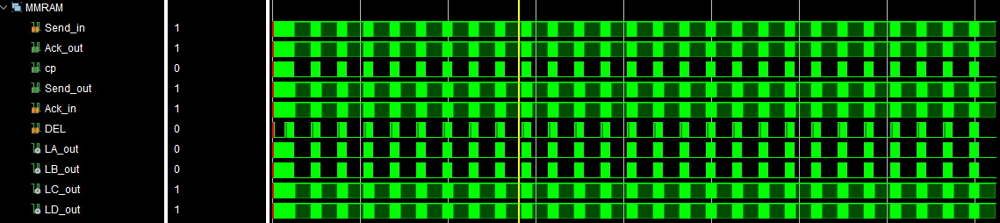 MMRAM
Send_in 1
Ack_out 1
cp 0
Send_out 1
Ack_in 1
DEL 0
LA_out 0
LB_out 0
LC_out 1
LD_out 1